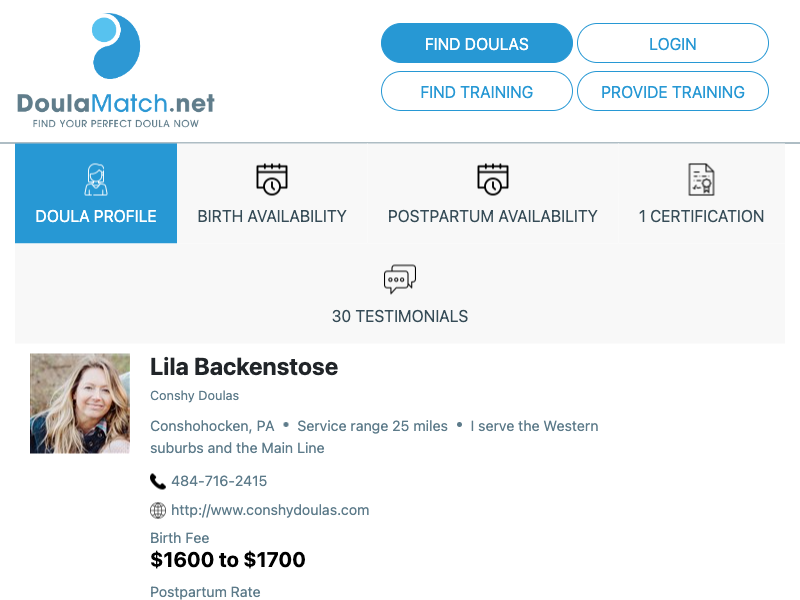 DoulaMatch.net
FIND YOUR PERFECT DOULA NOW
FIND DOULAS
LOGIN
FIND TRAINING
PROVIDE TRAINING
DOULA PROFILE
BIRTH AVAILABILITY
POSTPARTUM AVAILABILITY
1 CERTIFICATION
30 TESTIMONIALS
Lila Backenstose
Conshy Doulas
Conshohocken, PA • Service range 25 miles • I serve the Western
suburbs and the Main Line
484-716-2415
http://www.conshydoulas.com
Birth Fee
$1600 to $1700
Postpartum Rate